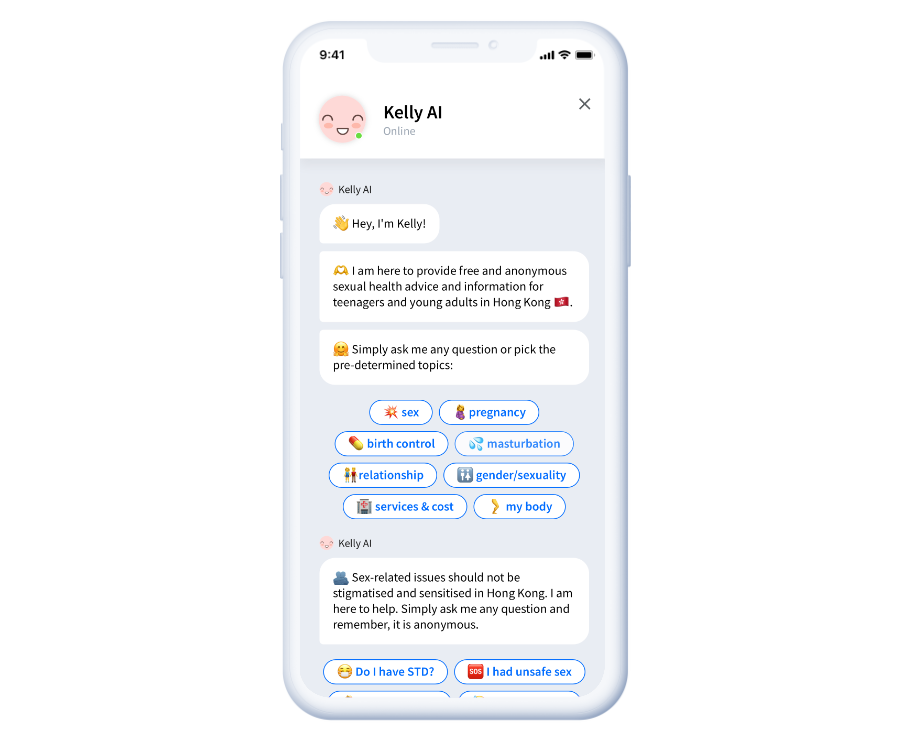 9:41
Kelly AI
Online
Kelly AI
👋 Hey, I'm Kelly!
🫶 I am here to provide free and anonymous
sexual health advice and information for
teenagers and young adults in Hong Kong 🇭🇰.
🤗 Simply ask me any question or pick the
pre-determined topics:
💥 sex
🤰 pregnancy
💊 birth control
💦 masturbation
👫 relationship
🚻 gender/sexuality
🏥 services & cost
🦵 my body
Kelly AI
🫂 Sex-related issues should not be
stigmatised and sensitised in Hong Kong. I am
here to help. Simply ask me any question and
remember, it is anonymous.
😷 Do I have STD?
🆘 I had unsafe sex